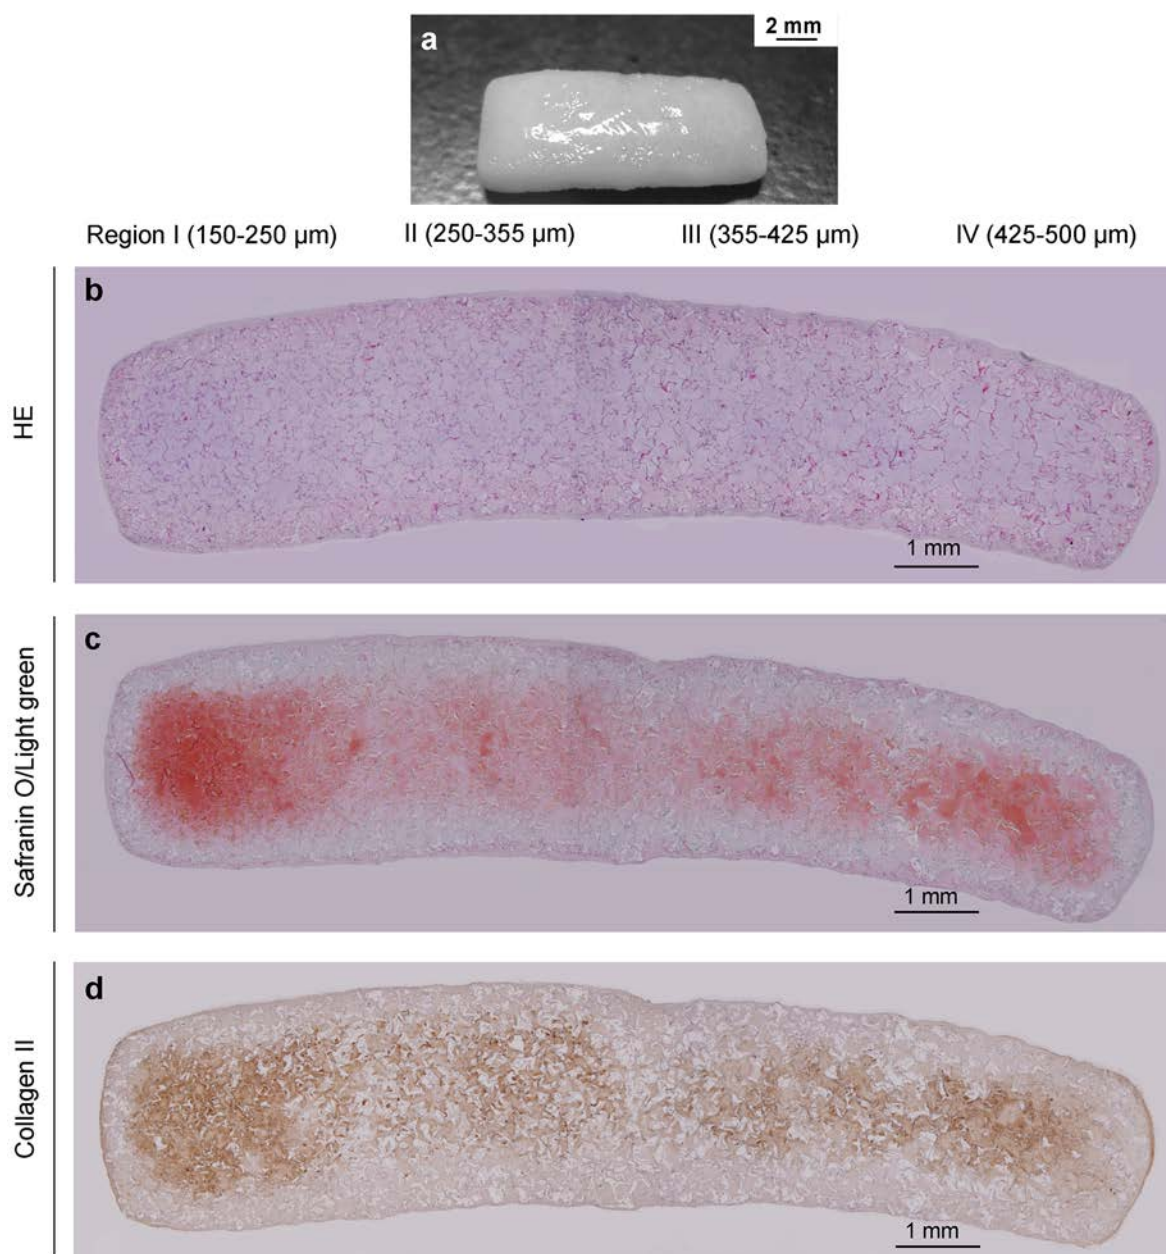 a
2 mm
Region I (150-250 µm) II (250-355 µm) III (355-425 µm) IV (425-500 µm)
HE
b
1 mm
Safranin O/Light green
c
1 mm
Collagen II
d
1 mm